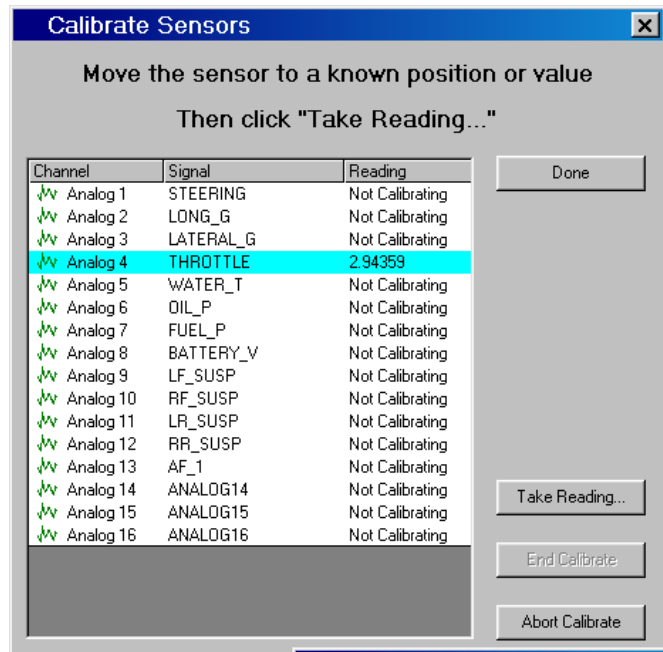 Calibrate Sensors
Move the sensor to a known position or value
Then click "Take Reading..."
Channel Signal Reading
Analog 1 STEERING Not Calibrating
Analog 2 LONG_G Not Calibrating
Analog 3 LATERAL_G Not Calibrating
Analog 4 THROTTLE 2.94359
Analog 5 WATER_T Not Calibrating
Analog 6 OIL_P Not Calibrating
Analog 7 FUEL_P Not Calibrating
Analog 8 BATTERY_V Not Calibrating
Analog 9 LF_SUSP Not Calibrating
Analog 10 RF_SUSP Not Calibrating
Analog 11 LR_SUSP Not Calibrating
Analog 12 RR_SUSP Not Calibrating
Analog 13 AF_1 Not Calibrating
Analog 14 ANALOG14 Not Calibrating
Analog 15 ANALOG15 Not Calibrating
Analog 16 ANALOG16 Not Calibrating
Done
Take Reading...
End Calibrate
Abort Calibrate